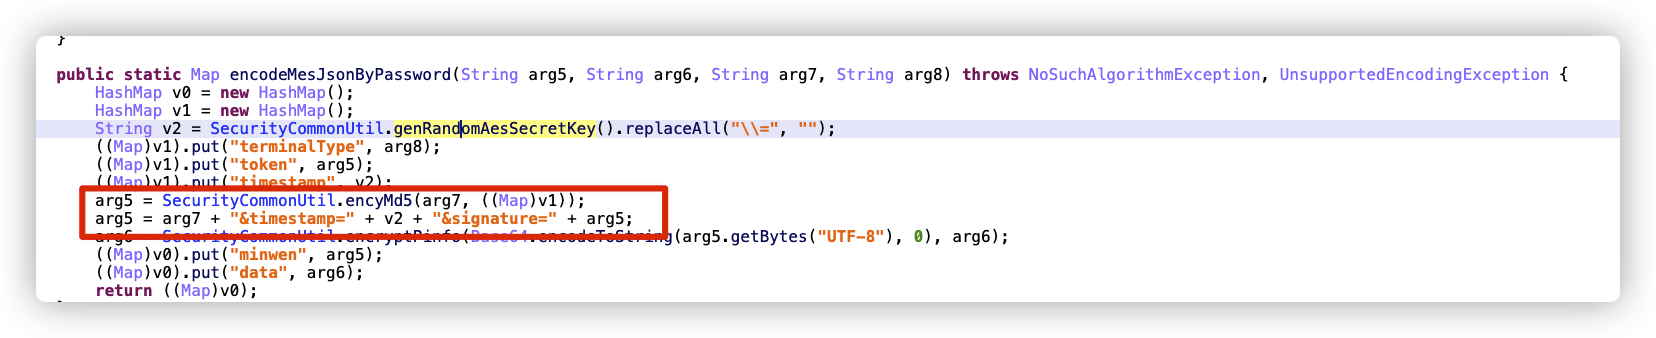 }
public static Map encodeMesJsonByPassword(String arg5, String arg6, String arg7, String arg8) throws NoSuchAlgorithmException, UnsupportedEncodingException {
HashMap v0 = new HashMap();
HashMap v1 = new HashMap();
String v2 = SecurityCommonUtil.genRandomAesSecretKey().replaceAll("\\=", "");
((Map)v1).put("terminalType", arg8);
((Map)v1).put("token", arg5);
((Map)v1).put("timestamp", v2);
arg5 = SecurityCommonUtil.encyMd5(arg7, ((Map)v1));
arg5 = arg7 + "&timestamp=" + v2 + "&signature=" + arg5;
arg6 = SecurityCommonUtil.encryptPinfo(Base64.encodeToString(arg5.getBytes("UTF-8"), 0), arg6);
((Map)v0).put("minwen", arg5);
((Map)v0).put("data", arg6);
return ((Map)v0);